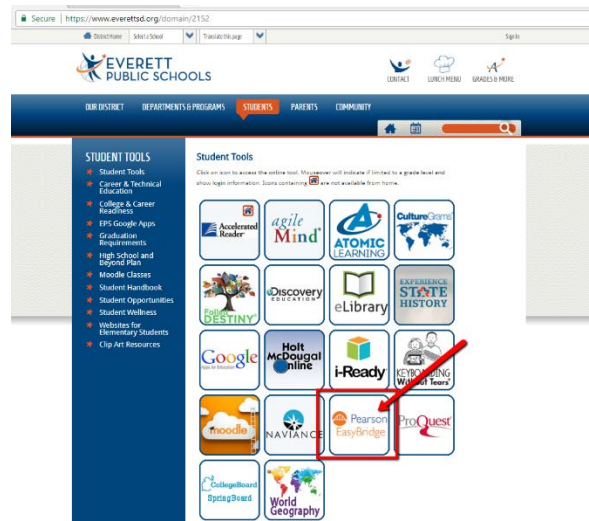 Secure | https://www.everettsd.org/domain/2152
District Home Select a School Translate this page Sign In
EVERETT
PUBLIC SCHOOLS
CONTACT LUNCH MENU GRADES & MORE
OUR DISTRICT DEPARTMENTS & PROGRAMS STUDENTS PARENTS COMMUNITY
STUDENT TOOLS
Student Tools
Career & Technical
Education
College & Career
Readiness
EPS Google Apps
Graduation
Requirements
High School and
Beyond Plan
Moodle Classes
Student Handbook
Student Opportunities
Student Wellness
Websites for
Elementary Students
Clip Art Resources
Student Tools
Click on icon to access the online tool. Mouseover will indicate if limited to a grade level and
show login information. Icons containing are not available from home.
Accelerated
Reader
agile
Mind
ATOMIC
LEARNING
CultureGrams
Follett
DESTINY
Discovery
EDUCATION
eLibrary
EXPERIENCE
STATE
HISTORY
Google
Apps for Education
Holt
McDougal
Online
i-Ready
KEYBOARDING
Without Tears
moodle
NAVIANCE
Pearson
EasyBridge
ProQuest
CollegeBoard
SpringBoard
World
Geography